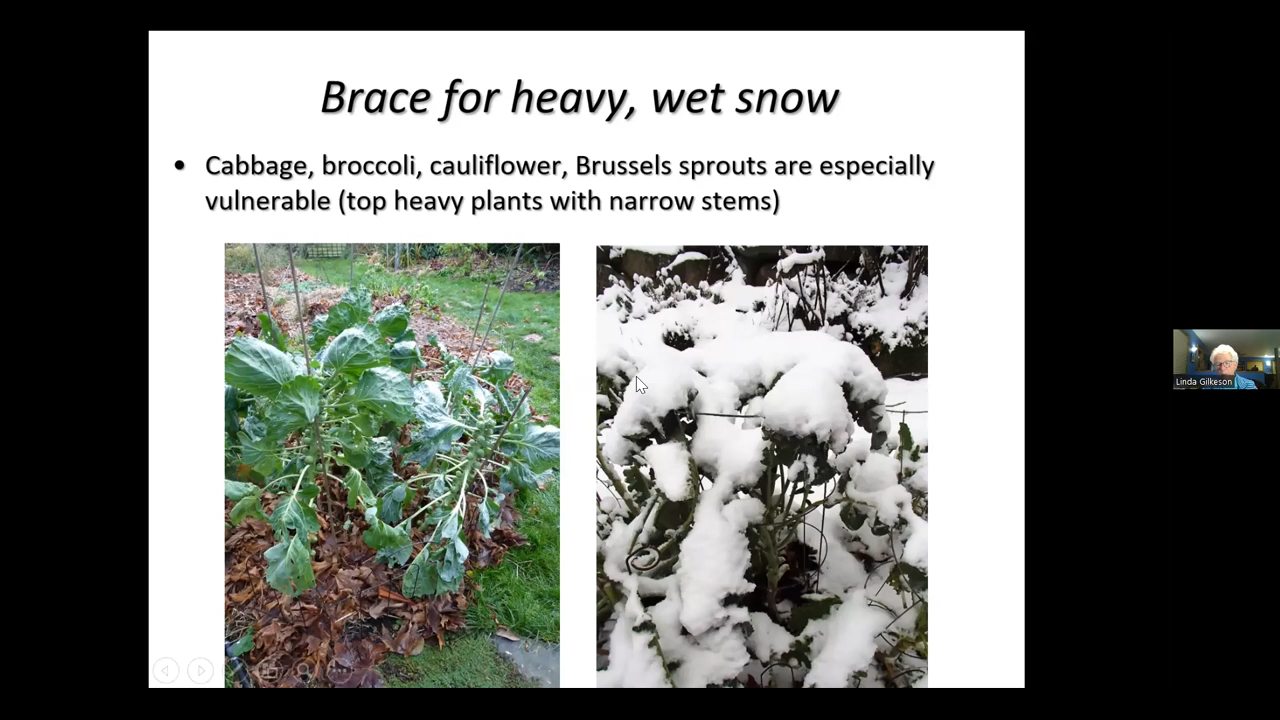 Brace for heavy, wet snow
• Cabbage, broccoli, cauliflower, Brussels sprouts are especially
vulnerable (top heavy plants with narrow stems)
Linda Gilkeson